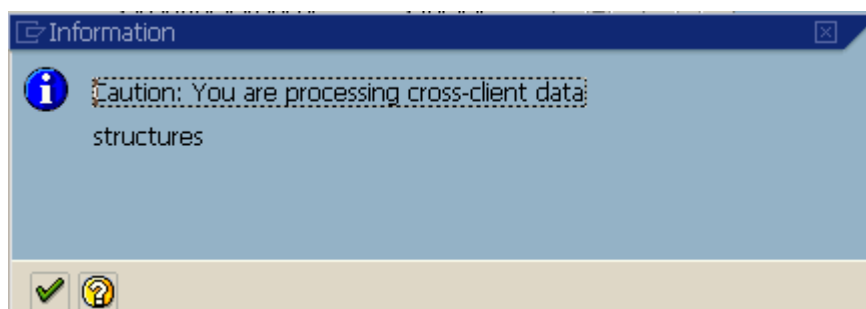 Information
Caution: You are processing cross-client data
structures